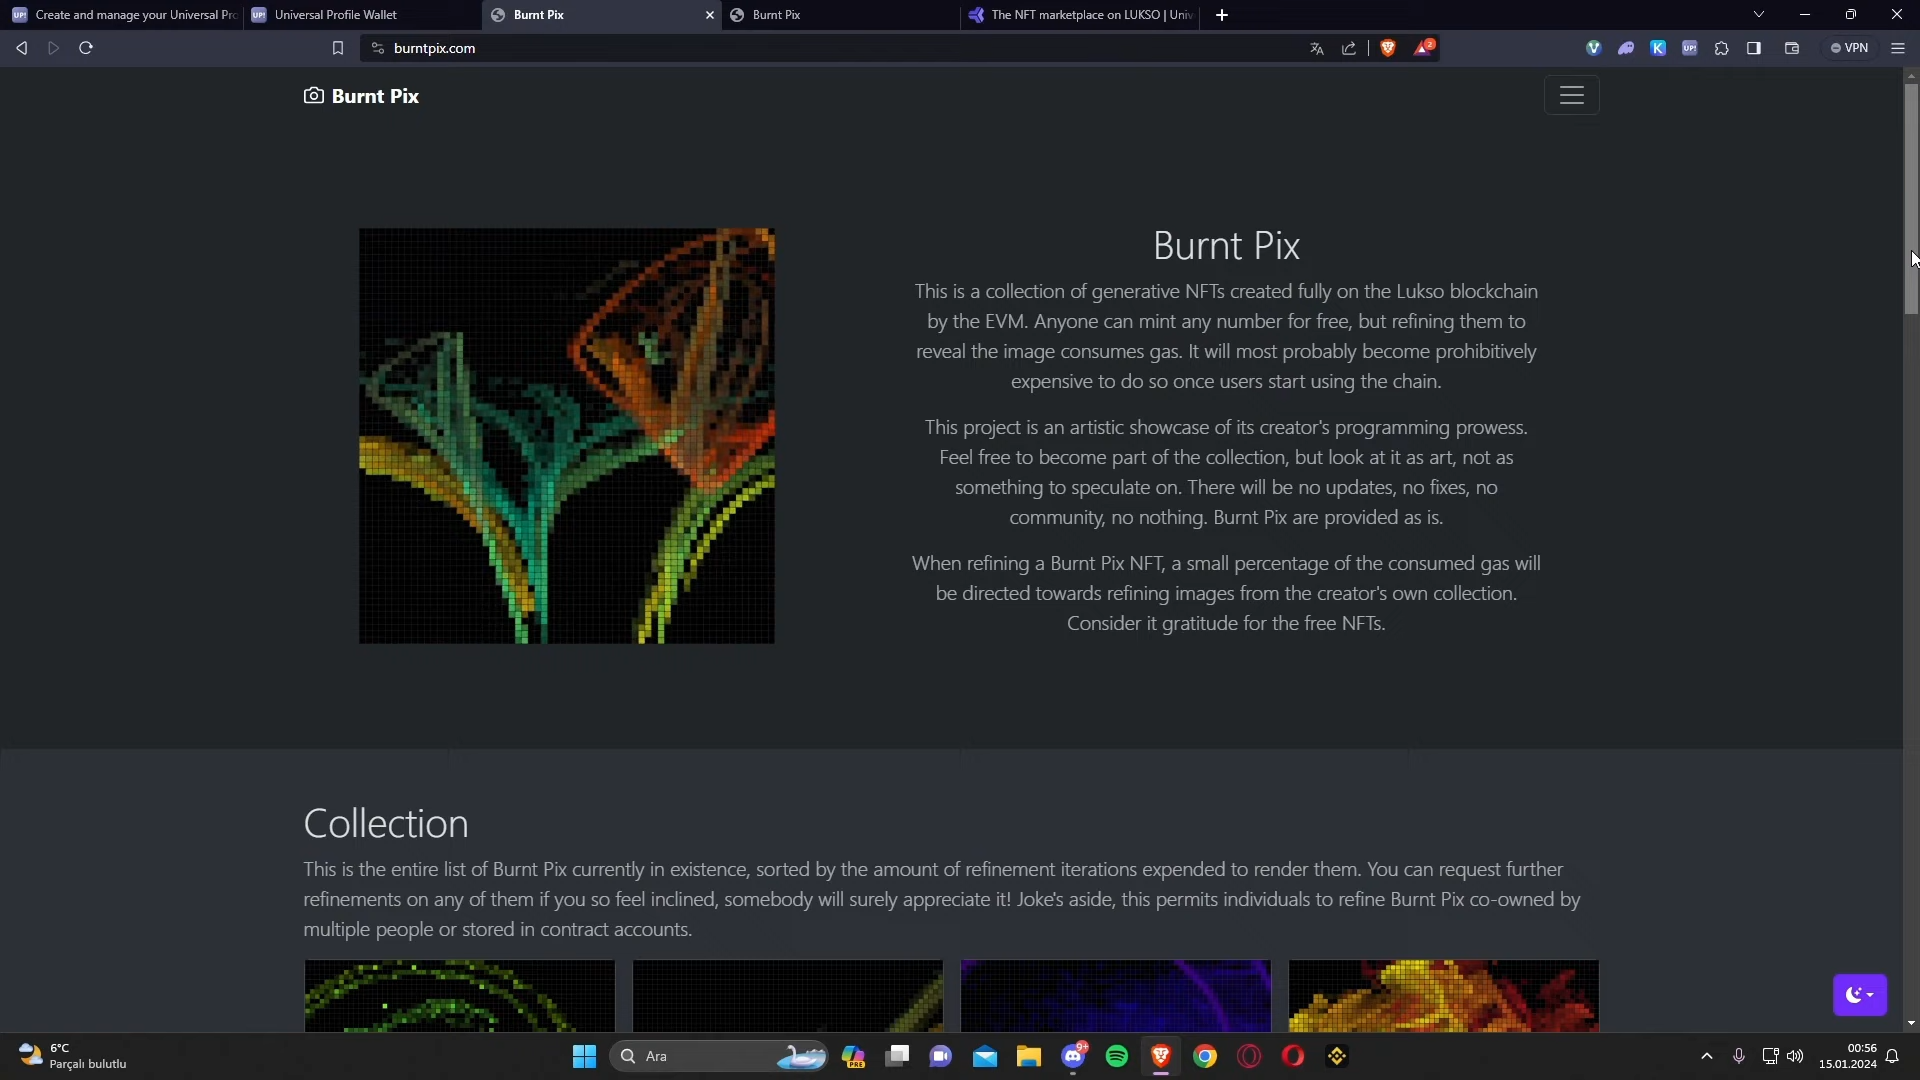 Create and manage your Universal Pro
Universal Profile Wallet
Burnt Pix
Burnt Pix
The NFT marketplace on LUKSO | Univ
burntpix.com
2
VPN
Burnt Pix
Burnt Pix
This is a collection of generative NFTs created fully on the Lukso blockchain
by the EVM. Anyone can mint any number for free, but refining them to
reveal the image consumes gas. It will most probably become prohibitively
expensive to do so once users start using the chain.
This project is an artistic showcase of its creator's programming prowess.
Feel free to become part of the collection, but look at it as art, not as
something to speculate on. There will be no updates, no fixes, no
community, no nothing. Burnt Pix are provided as is.
When refining a Burnt Pix NFT, a small percentage of the consumed gas will
be directed towards refining images from the creator's own collection.
Consider it gratitude for the free NFTs.
Collection
This is the entire list of Burnt Pix currently in existence, sorted by the amount of refinement iterations expended to render them. You can request further
refinements on any of them if you so feel inclined, somebody will surely appreciate it! Joke's aside, this permits individuals to refine Burnt Pix co-owned by
multiple people or stored in contract accounts.
6°C
Parçalı bulutlu
Ara
PRE
9+
00:56
15.01.2024